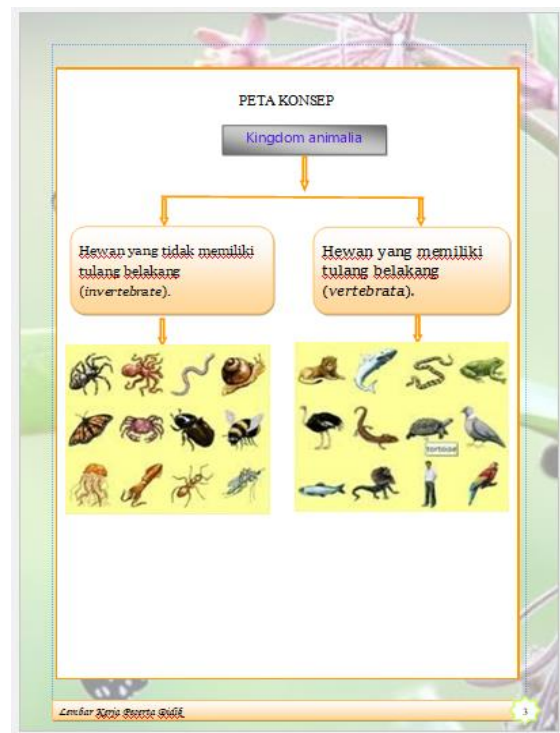 PETA KONSEP
Kingdom animalia
Hewan yang tidak memiliki
tulang belakang
(invertebrate).
Hewan yang memiliki
tulang belakang
(vertebrata).
tortoise
Lembar Kerja Peserta Didik
3